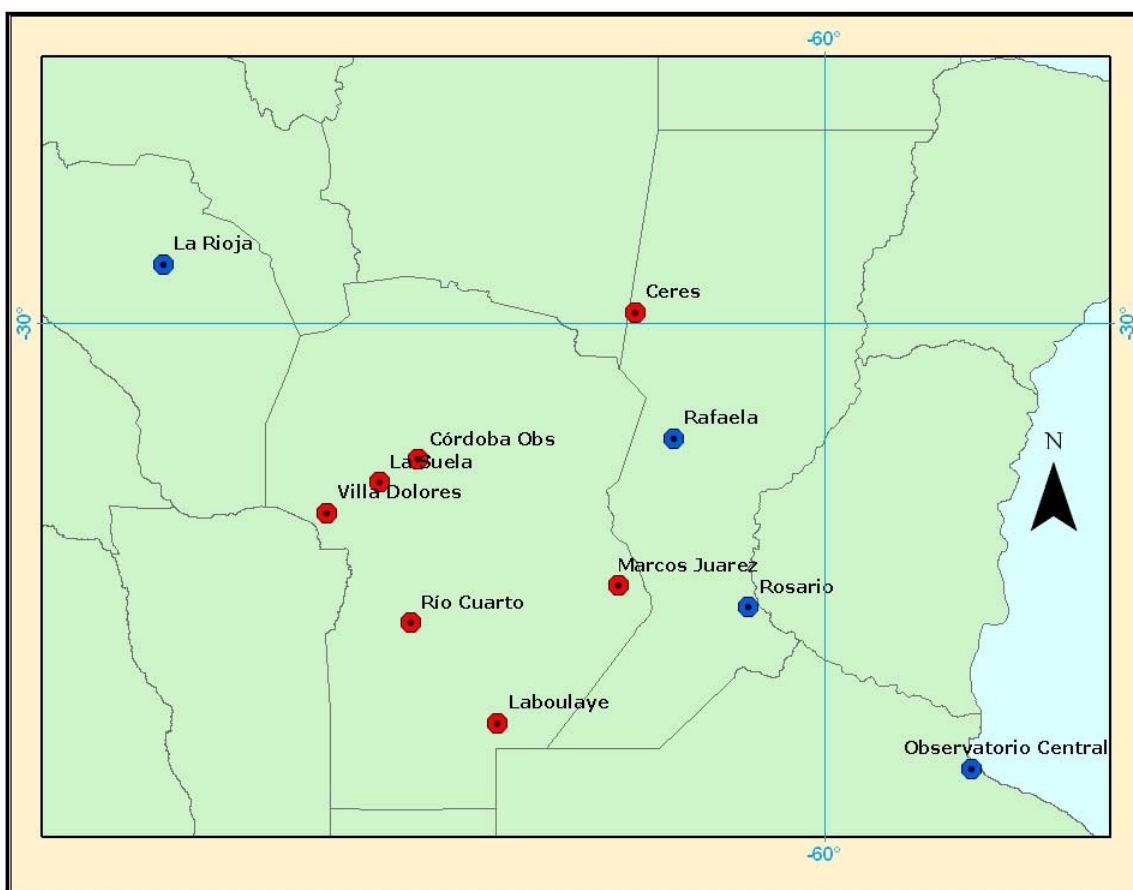 -60°
La Rioja
Ceres
-30°
-30°
Rafaela
Córdoba Obs
La Suela
Villa Dolores
N
Marcos Juarez
Rosario
Río Cuarto
Laboulaye
Observatorio Central
-60°